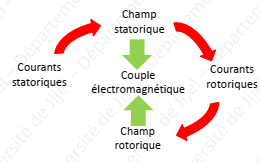 Champ
statorique
Courants
statoriques
Couple
électromagnétique
Courants
rotoriques
Champ
rotorique